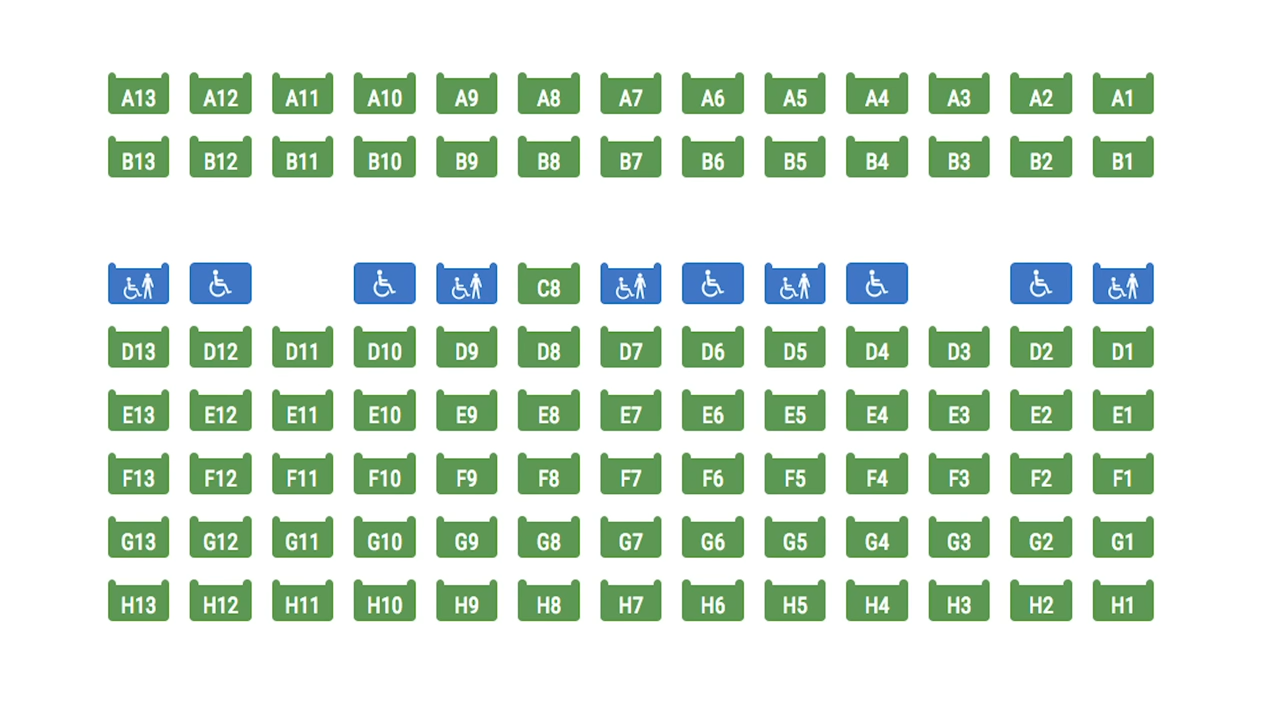 A13 A12 A11 A10 A9 A8 A7 A6 A5 A4 A3 A2 A1
B13 B12 B11 B10 B9 B8 B7 B6 B5 B4 B3 B2 B1
C8
D13 D12 D11 D10 D9 D8 D7 D6 D5 D4 D3 D2 D1
E13 E12 E11 E10 E9 E8 E7 E6 E5 E4 E3 E2 E1
F13 F12 F11 F10 F9 F8 F7 F6 F5 F4 F3 F2 F1
G13 G12 G11 G10 G9 G8 G7 G6 G5 G4 G3 G2 G1
H13 H12 H11 H10 H9 H8 H7 H6 H5 H4 H3 H2 H1